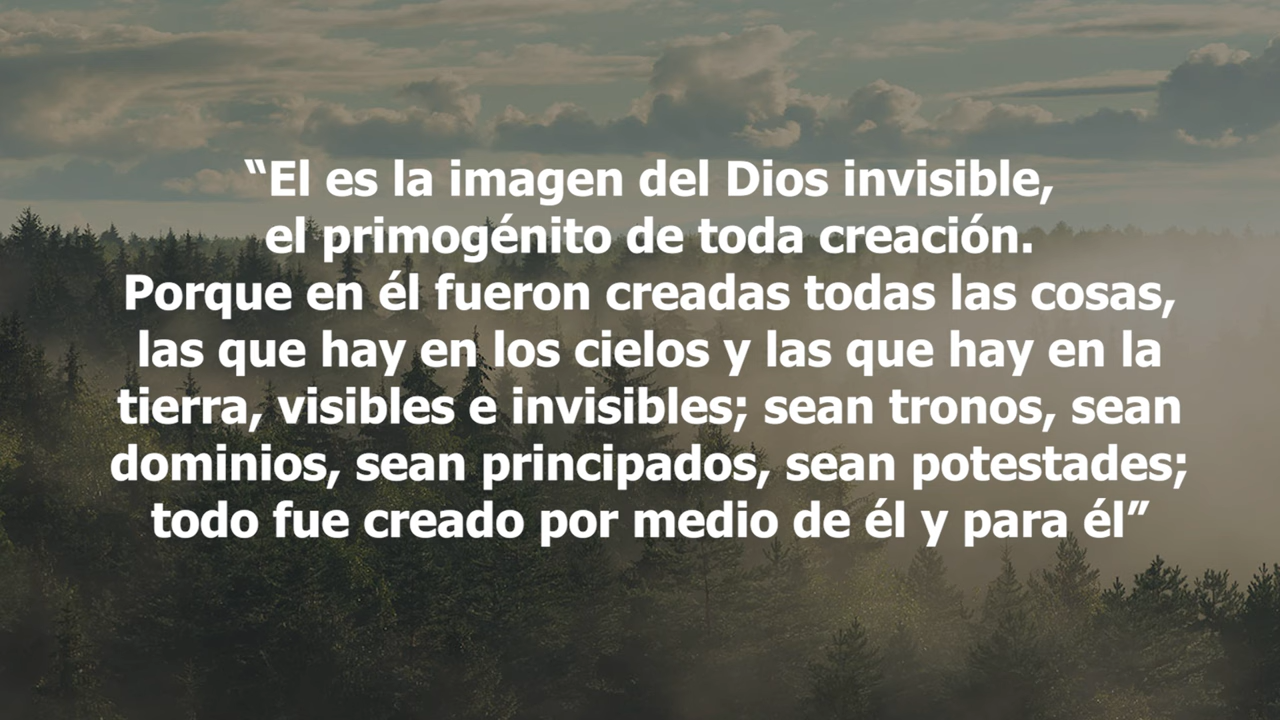 “El es la imagen del Dios invisible,
el primogénito de toda creación.
Porque en él fueron creadas todas las cosas,
las que hay en los cielos y las que hay en la
tierra, visibles e invisibles; sean tronos, sean
dominios, sean principados, sean potestades;
todo fue creado por medio de él y para él”